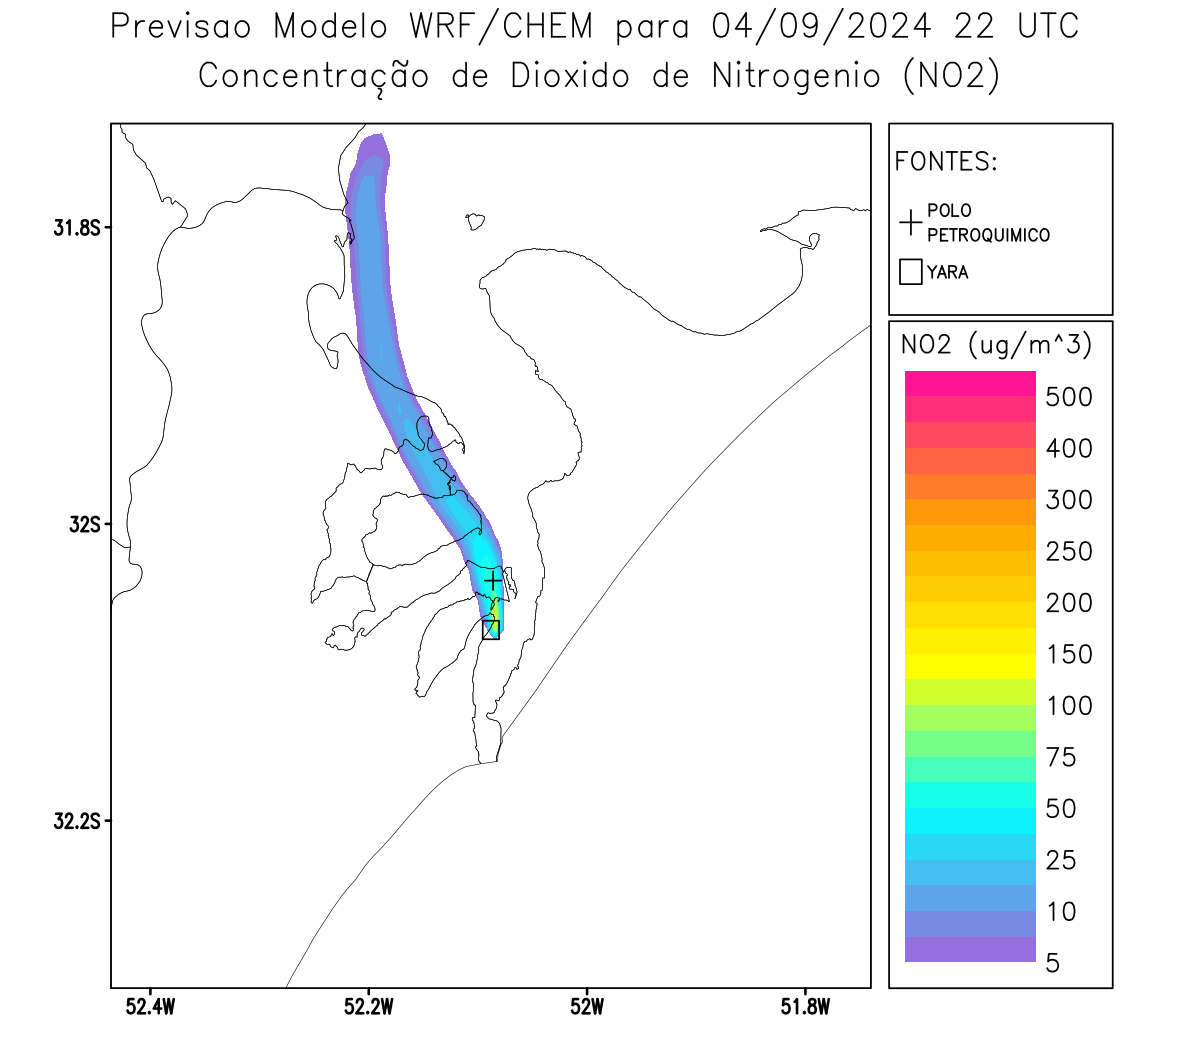 Previsao Modelo WRF/CHEM para 04/09/2024 22 UTC
Concentração de Dioxido de Nitrogenio (NO2)
FONTES:
POLO
PETROQUIMICO
YARA
NO2 (ug/m^3)
500
400
300
250
200
150
100
75
50
25
10
5
31.8S
32S
32.2S
52.4W
52.2W
52W
51.8W